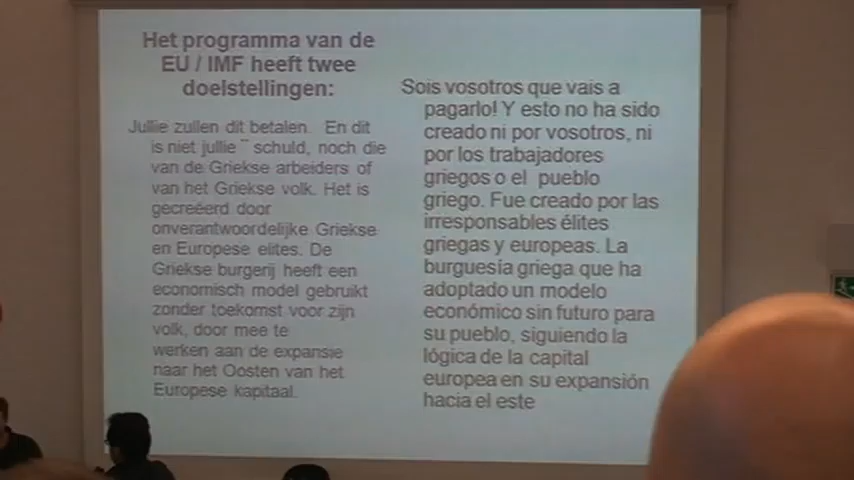 Het programma van de
EU / IMF heeft twee
doelstellingen:
Jullie zullen dit betalen. En dit
is niet jullie ¨ schuld, noch die
van de Griekse arbeiders of
van het Griekse volk. Het is
gecreëerd door
onverantwoordelijke Griekse
en Europese elites. De
Griekse burgerij heeft een
economisch model gebruikt
zonder toekomst voor zijn
volk, door mee te
werken aan de expansie
naar het Oosten van het
Europese kapitaal.
Sois vosotros que vais a
pagarlo! Y esto no ha sido
creado ni por vosotros, ni
por los trabajadores
griegos o el pueblo
griego. Fue creado por las
irresponsables élites
griegas y europeas. La
burguesía griega que ha
adoptado un modelo
económico sin futuro para
su pueblo, siguiendo la
lógica de la capital
europea en su expansión
hacia el este